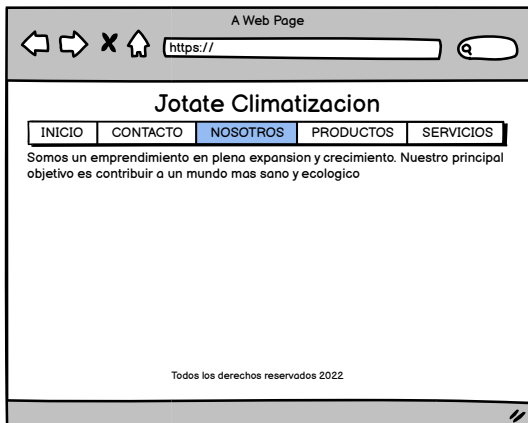 A Web Page
https://
Jotate Climatizacion
INICIO CONTACTO NOSOTROS PRODUCTOS SERVICIOS
Somos un emprendimiento en plena expansion y crecimiento. Nuestro principal
objetivo es contribuir a un mundo mas sano y ecologico
Todos los derechos reservados 2022